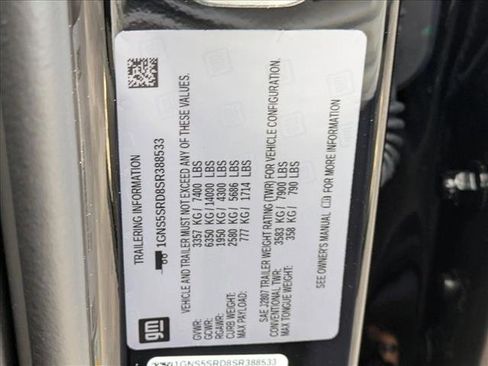 TRAILERING INFORMATION
1GNS5SRD8SR388533
VEHICLE AND TRAILER MUST NOT EXCEED ANY OF THESE VALUES.
GVWR: 3357 KG / 7400 LBS
GCWR: 6350 KG / 14000 LBS
RGAWR: 1950 KG / 4300 LBS
CURB WEIGHT: 2580 KG / 5686 LBS
MAX PAYLOAD: 777 KG / 1714 LBS
SAE J2807 TRAILER WEIGHT RATING (TWR) FOR VEHICLE CONFIGURATION.
CONVENTIONAL TWR: 3583 KG / 7900 LBS
MAX TONGUE WEIGHT: 358 KG / 790 LBS
SEE OWNER'S MANUAL FOR MORE INFORMATION.
gm
1GNS5SRD8SR388533